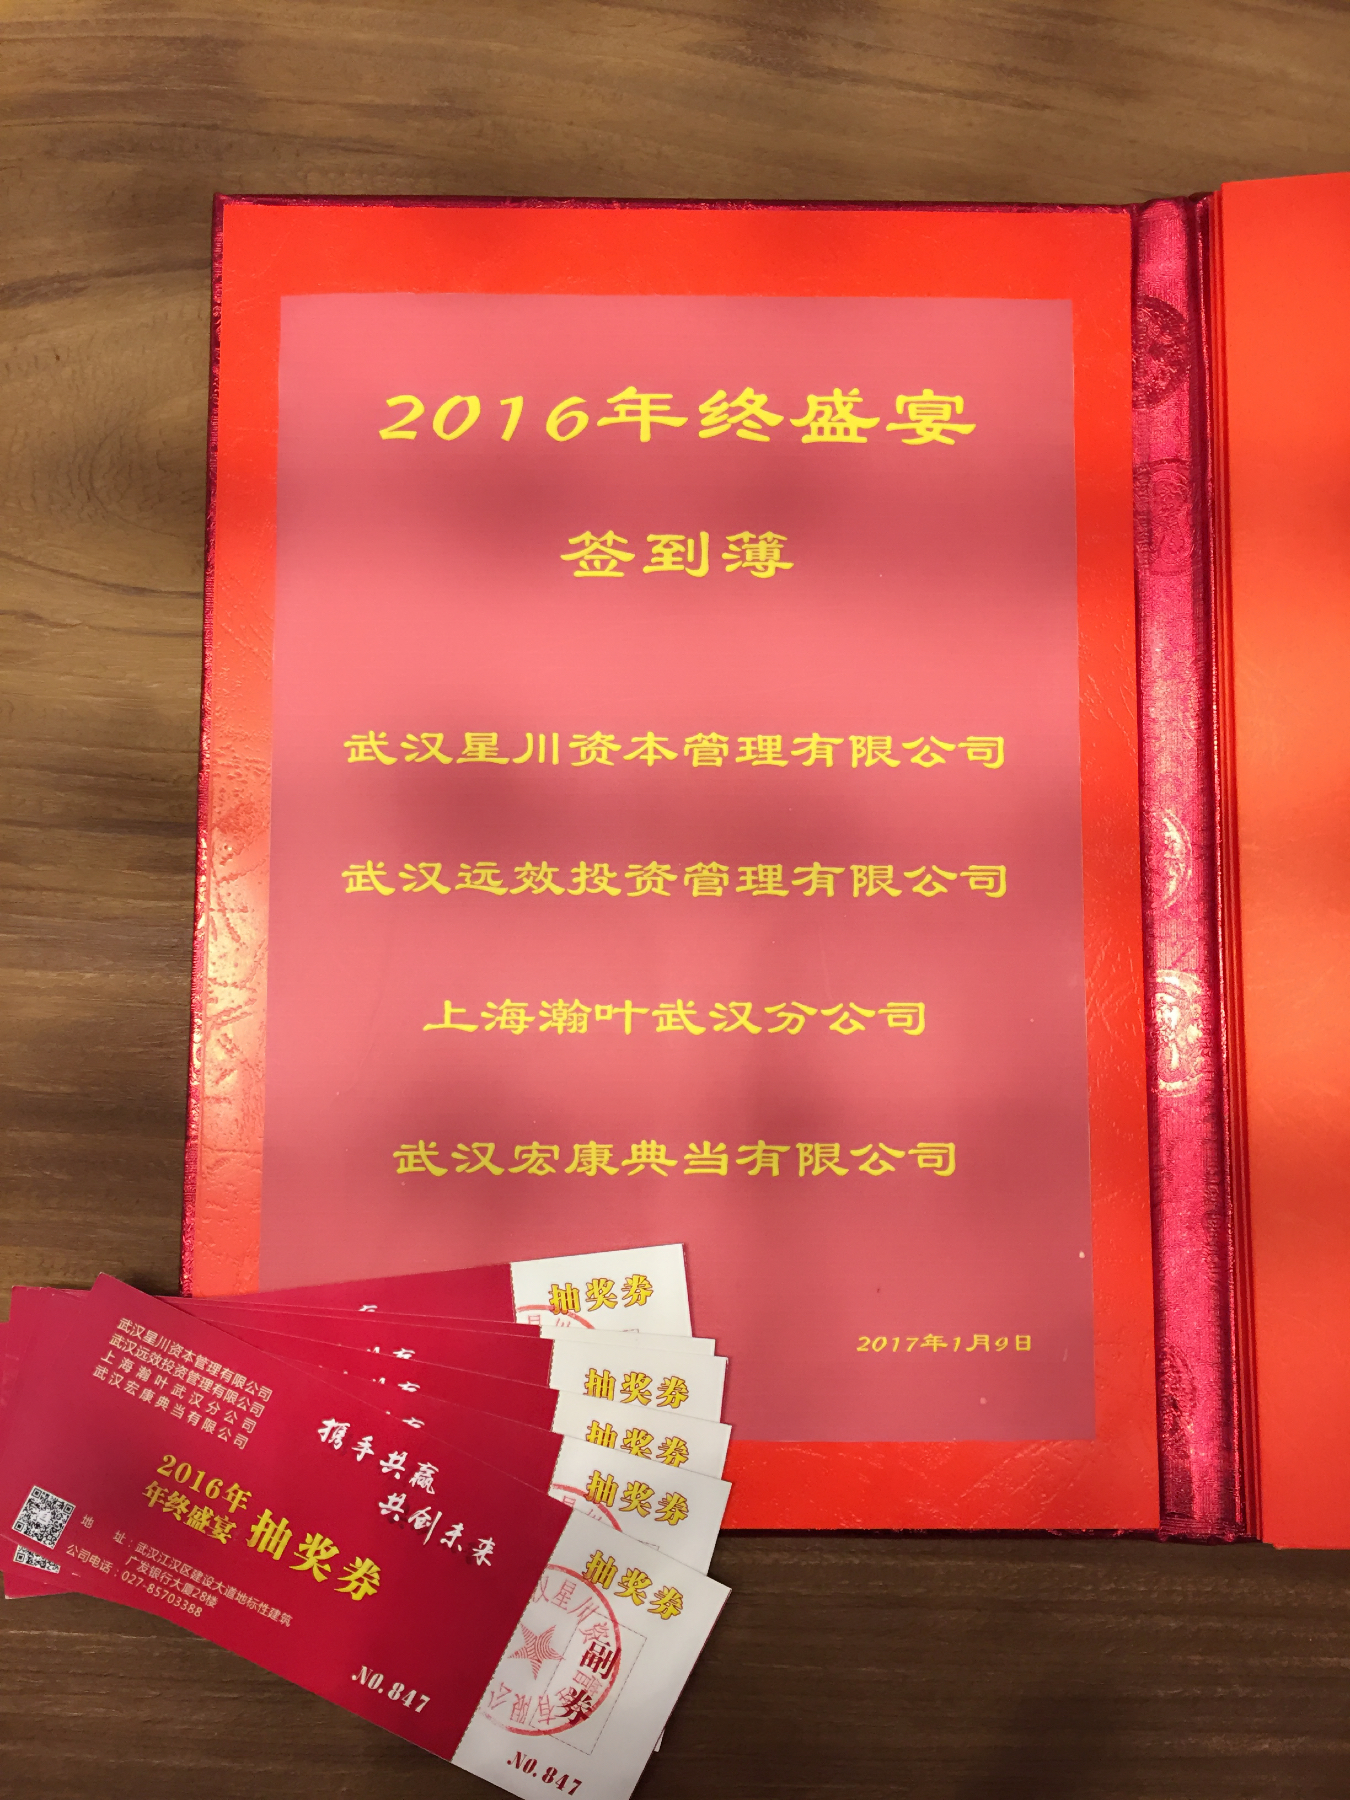 2016年终盛宴
签到薄
武汉星川资本管理有限公司
武汉远效投资管理有限公司
上海瀚叶武汉分公司
武汉宏康典当有限公司
2017年1月9日
抽奖券
抽奖券
抽奖券
抽奖券
武汉星川资本管理有限公司
武汉远效投资管理有限公司
上海瀚叶武汉分公司
武汉宏康典当有限公司
携手共赢
共创未来
2016年
年终盛宴
抽奖券
地 址：武汉江汉区建设大道地标性建筑
广发银行大厦28楼
公司电话：027-85703388
NO.847
抽奖券
副券
NO.847